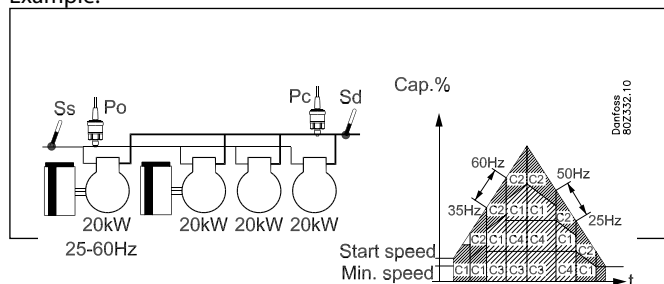 Example:
Ss
Po
Pc
Sd
20kW
20kW
20kW
20kW
25-60Hz
Cap.%
Danfoss
80Z332.10
60Hz
50Hz
35Hz
25Hz
C2 C2
C2 C1 C1 C2
C2 C1 C4 C4 C1 C2
C1 C1 C3 C3 C4 C1
Start speed
Min. speed
t